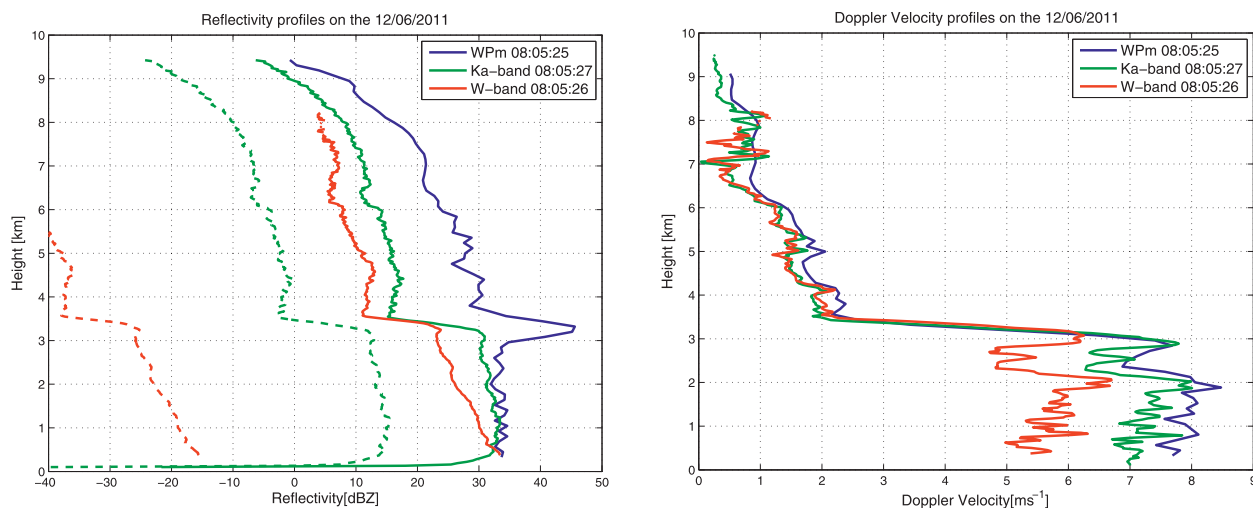 Reflectivity profiles on the 12/06/2011
10
9
8
7
6
5
4
3
2
1
0
Height [km]
WPm 08:05:25
Ka−band 08:05:27
W−band 08:05:26
−40 −30 −20 −10 0 10 20 30 40 50
Reflectivity[dBZ]
Doppler Velocity profiles on the 12/06/2011
10
9
8
7
6
5
4
3
2
1
0
Height [km]
WPm 08:05:25
Ka−band 08:05:27
W−band 08:05:26
0 1 2 3 4 5 6 7 8 9
Doppler Velocity[ms⁻¹]